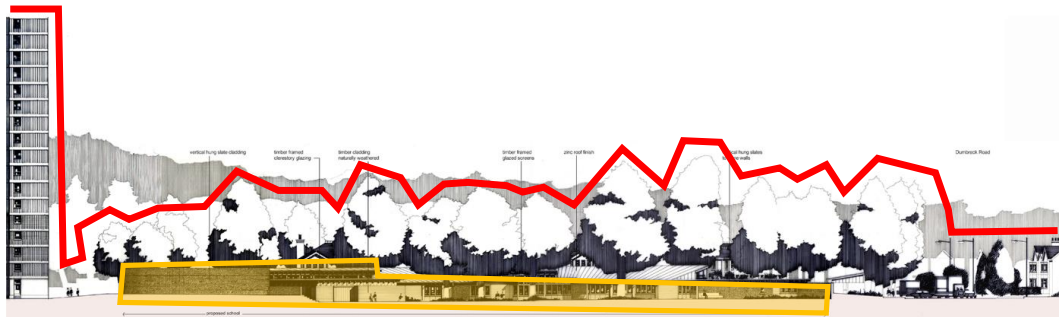 vertical hung slate cladding
timber framed
clerestory glazing
timber cladding
naturally weathered
timber framed
glazed screens
zinc roof finish
hung slates
walls
Dumbreck Road
proposed school